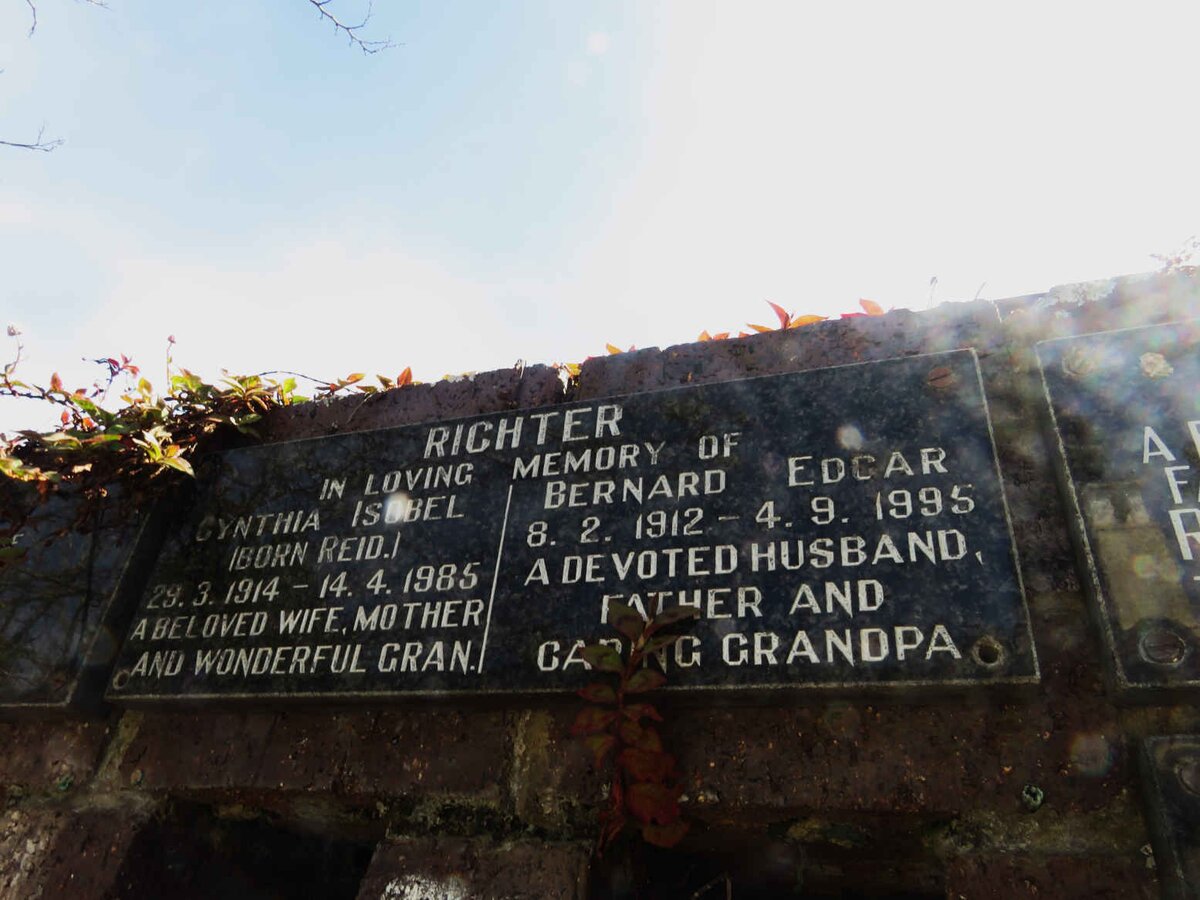 RICHTER
IN LOVING MEMORY OF
CYNTHIA ISOBEL
(BORN REID.)
29. 3. 1914 - 14. 4. 1985
A BELOVED WIFE, MOTHER
AND WONDERFUL GRAN.
BERNARD EDGAR
8. 2. 1912 - 4. 9. 1995
A DEVOTED HUSBAND,
FATHER AND
CARING GRANDPA
A
F
R